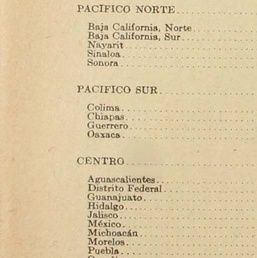 PACIFICO NORTE
Baja California, Norte
Baja California, Sur
Nayarit
Sinaloa
Sonora
PACIFICO SUR
Colima
Chiapas
Guerrero
Oaxaca
CENTRO
Aguascalientes
Distrito Federal
Guanajuato
Hidalgo
Jalisco
México
Michoacán
Morelos
Puebla